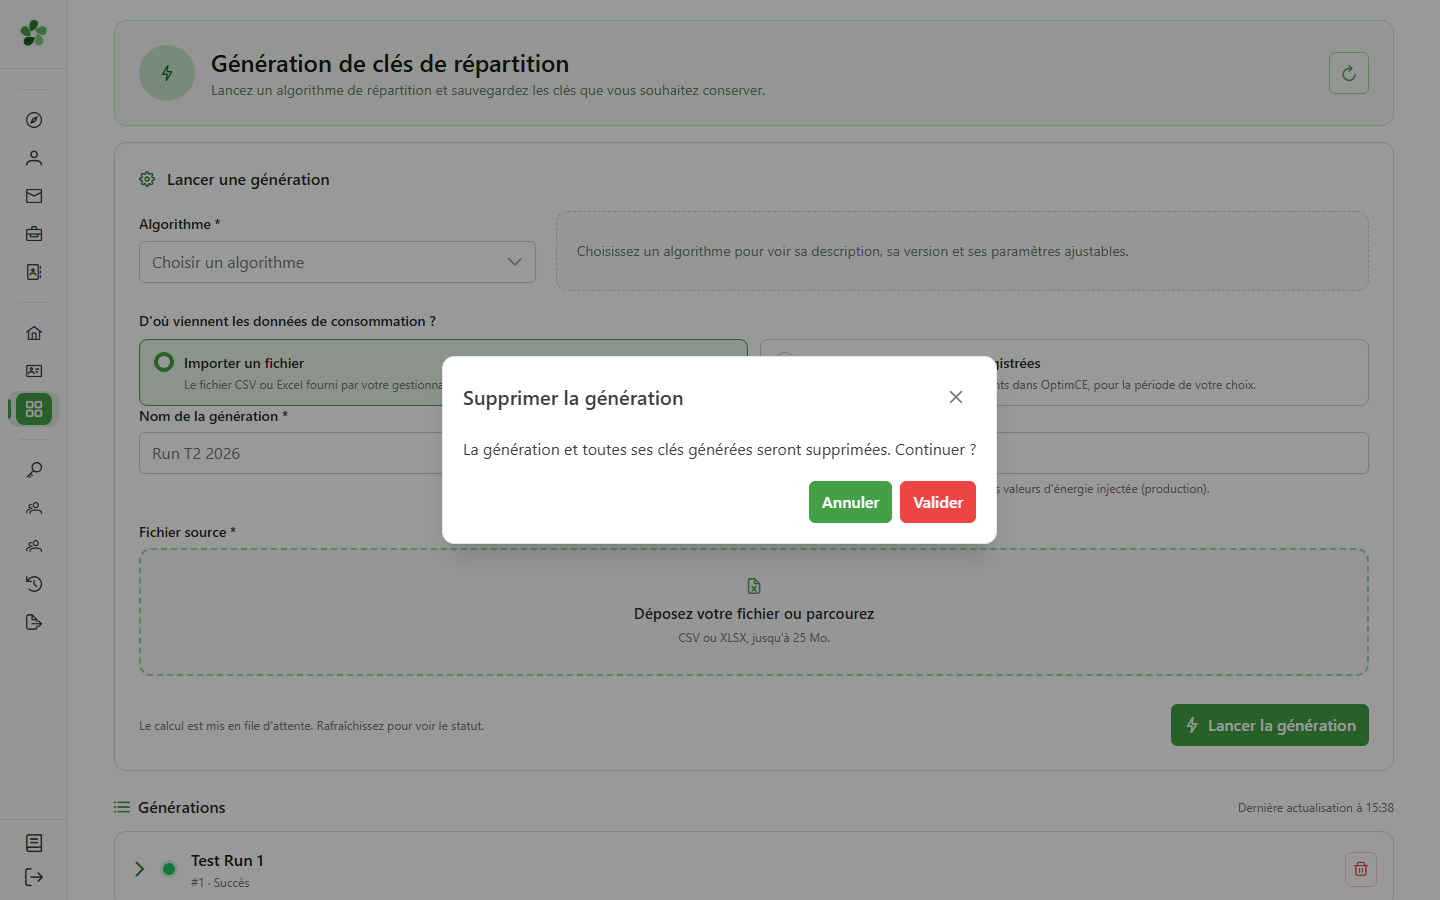 Génération de clés de répartition
Lancez un algorithme de répartition et sauvegardez les clés que vous souhaitez conserver.
Lancer une génération
Algorithme *
Choisir un algorithme
Choisissez un algorithme pour voir sa description, sa version et ses paramètres ajustables.
D'où viennent les données de consommation ?
Importer un fichier
Le fichier CSV ou Excel fourni par votre
nts dans OptimCE, pour la période de votre choix.
Nom de la génération *
Run T2 2026
valeurs d'énergie injectée (production).
Supprimer la génération
La génération et toutes ses clés générées seront supprimées. Continuer ?
Annuler
Valider
Fichier source *
Déposez votre fichier ou parcourez
CSV ou XLSX, jusqu'à 25 Mo.
Le calcul est mis en file d'attente. Rafraîchissez pour voir le statut.
Lancer la génération
Générations
Dernière actualisation à 15:38
Test Run 1
#1 · Succès